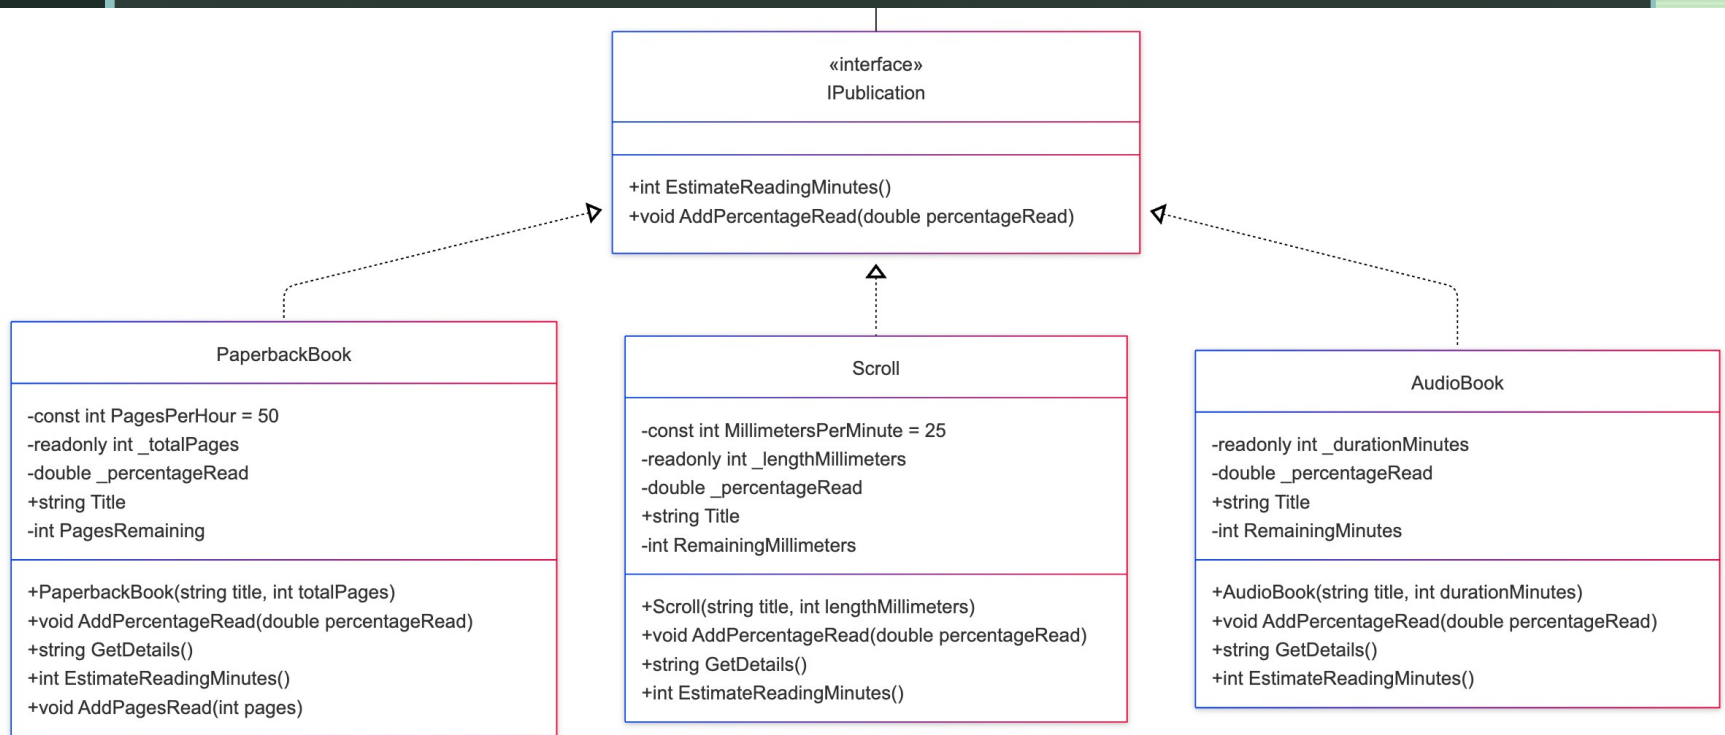 «interface»
IPublication
+int EstimateReadingMinutes()
+void AddPercentageRead(double percentageRead)
PaperbackBook
-const int PagesPerHour = 50
-readonly int _totalPages
-double _percentageRead
+string Title
-int PagesRemaining
+PaperbackBook(string title, int totalPages)
+void AddPercentageRead(double percentageRead)
+string GetDetails()
+int EstimateReadingMinutes()
+void AddPagesRead(int pages)
Scroll
-const int MillimetersPerMinute = 25
-readonly int _lengthMillimeters
-double _percentageRead
+string Title
-int RemainingMillimeters
+Scroll(string title, int lengthMillimeters)
+void AddPercentageRead(double percentageRead)
+string GetDetails()
+int EstimateReadingMinutes()
AudioBook
-readonly int _durationMinutes
-double _percentageRead
+string Title
-int RemainingMinutes
+AudioBook(string title, int durationMinutes)
+void AddPercentageRead(double percentageRead)
+string GetDetails()
+int EstimateReadingMinutes()